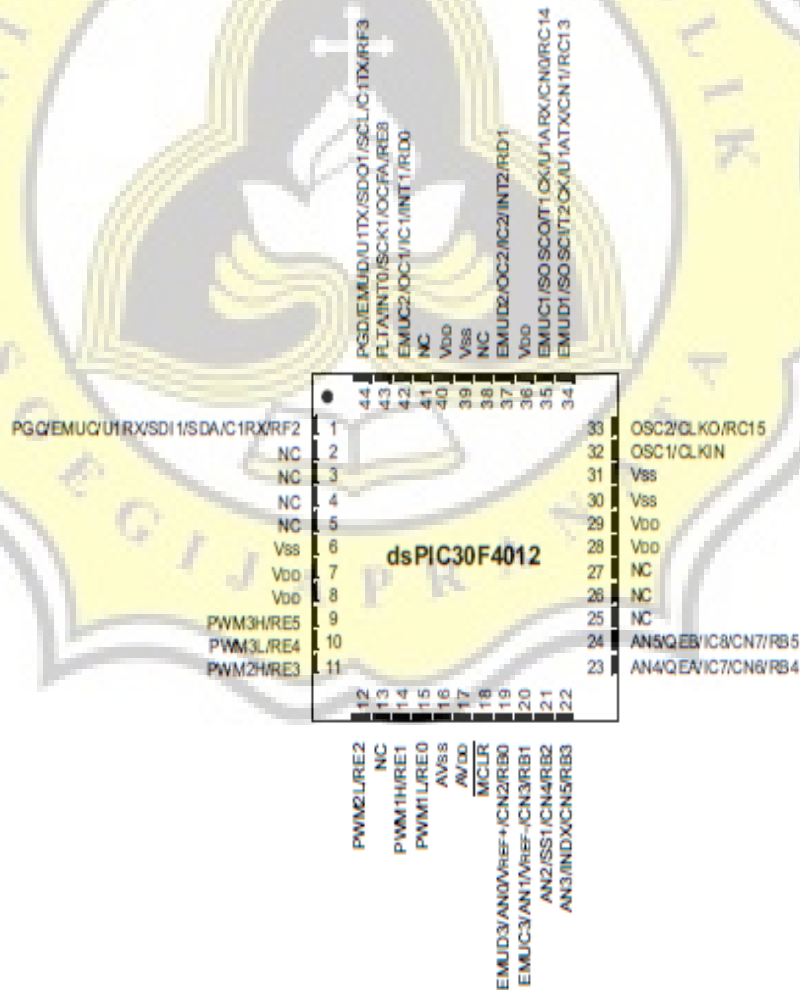 PGD/EMUD/U1TX/SDO1/SCL/C1TX/RF3
FLTA/INT0/SCK1/OCFA/RE8
EMUC2/OC1/IC1/INT1/RD0
NC
VDD
VSS
NC
EMUD2/OC2/IC2/INT2/RD1
VDD
EMUC1/SOSCO/T1CK/U1ARX/CN0/RC14
EMUD1/SOSCI/T2CK/U1ATX/CN1/RC13
44 43 42 41 40 39 38 37 36 35 34
PGC/EMUC/U1RX/SDI1/SDA/C1RX/RF2 1
NC 2
NC 3
NC 4
NC 5
VSS 6
VDD 7
VDD 8
PWM3H/RE5 9
PWM3L/RE4 10
PWM2H/RE3 11
dsPIC30F4012
33 OSC2/CLKO/RC15
32 OSC1/CLKIN
31 VSS
30 VSS
29 VDD
28 VDD
27 NC
26 NC
25 NC
24 AN5/QEB/IC8/CN7/RB5
23 AN4/QEA/IC7/CN6/RB4
12 13 14 15 16 17 18 19 20 21 22
PWM2L/RE2
NC
PWM1H/RE1
PWM1L/RE0
AVSS
AVDD
MCLR
EMUD3/AN0/VREF+/CN2/RB0
EMUC3/AN1/VREF-/CN3/RB1
AN2/SS1/CN4/RB2
AN3/INDX/CN5/RB3
LIK
EGIJAPRANATA